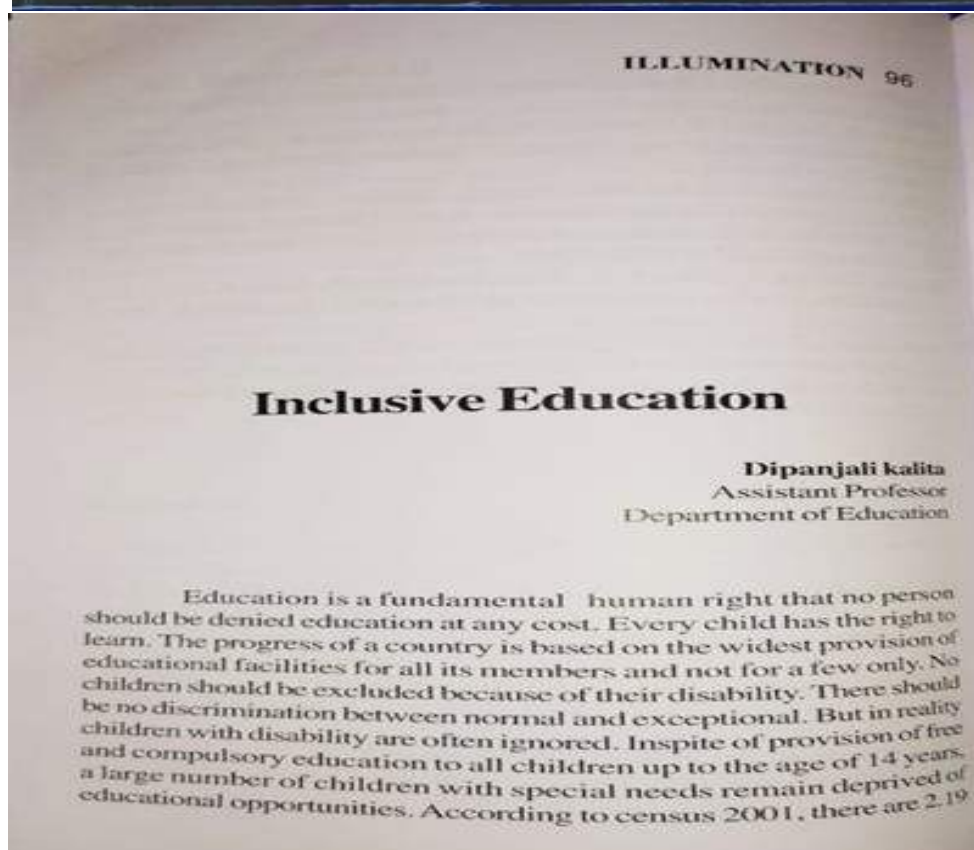 ILLUMINATION 96
Inclusive Education
Dipanjali kalita
Assistant Professor
Department of Education
Education is a fundamental human right that no person
should be denied education at any cost. Every child has the right to
learn. The progress of a country is based on the widest provision of
educational facilities for all its members and not for a few only. No
children should be excluded because of their disability. There should
be no discrimination between normal and exceptional. But in reality
children with disability are often ignored. Inspite of provision of free
and compulsory education to all children up to the age of 14 years,
a large number of children with special needs remain deprived of
educational opportunities. According to census 2001, there are 2.19